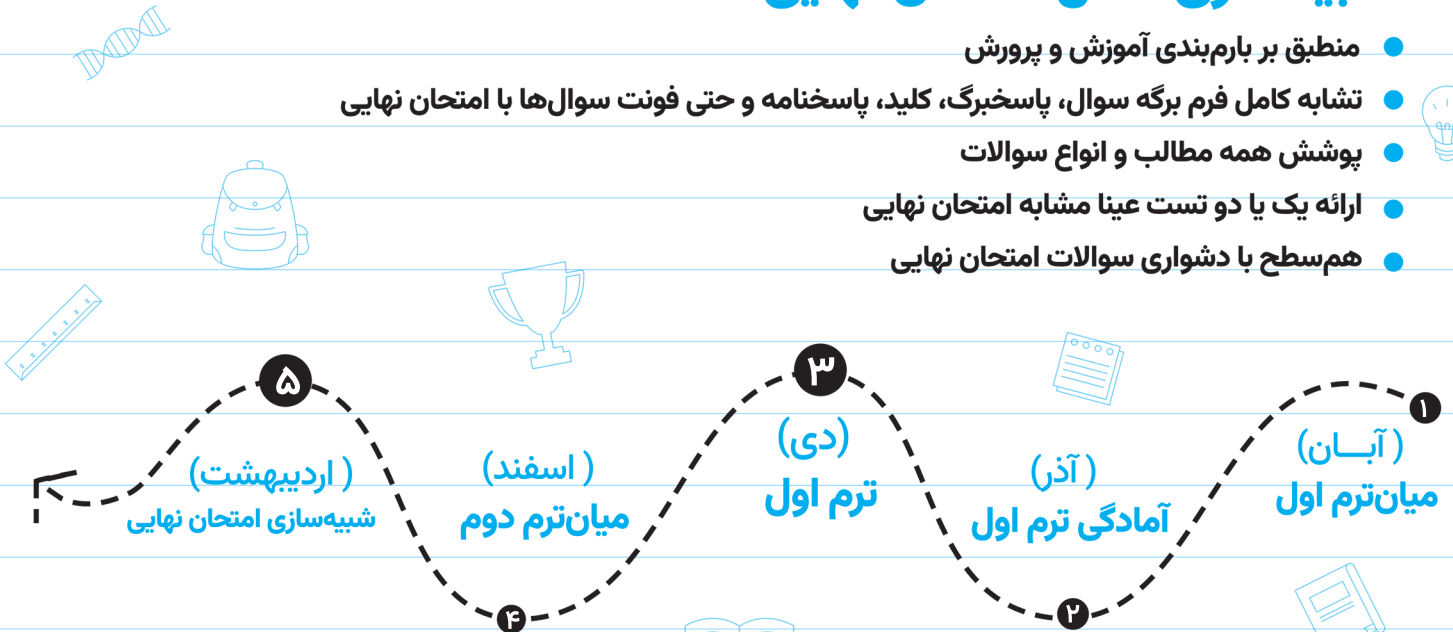 منطبق بر بارم‌بندی آموزش و پرورش
تشابه کامل فرم برگه سوال، پاسخبرگ، کلید، پاسخنامه و حتی فونت سوال‌ها با امتحان نهایی
پوشش همه مطالب و انواع سوالات
ارائه یک یا دو تست عینا مشابه امتحان نهایی
هم‌سطح با دشواری سوالات امتحان نهایی
۱
( آبــان)
میان‌ترم اول
۲
( آذر)
آمادگی ترم اول
۳
(دی)
ترم اول
۴
( اسفند)
میان‌ترم دوم
۵
( اردیبهشت)
شبیه‌سازی امتحان نهایی